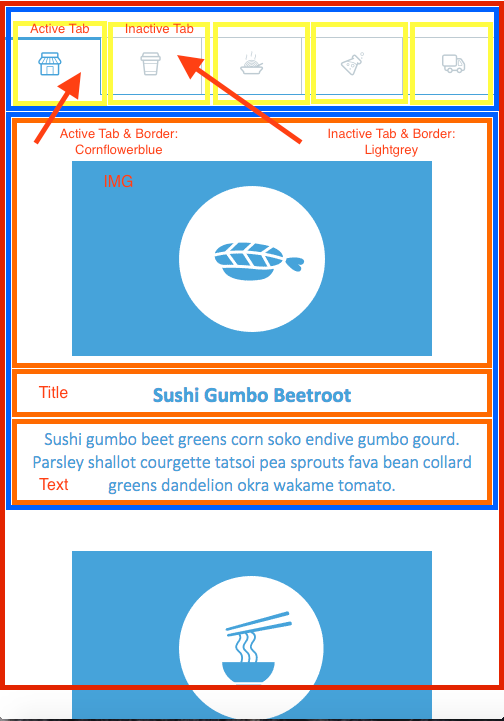 Active Tab
Inactive Tab
Active Tab & Border:
Cornflowerblue
Inactive Tab & Border:
Lightgrey
IMG
Title
Sushi Gumbo Beetroot
Sushi gumbo beet greens corn soko endive gumbo gourd.
Parsley shallot courgette tatsoi pea sprouts fava bean collard
Text
greens dandelion okra wakame tomato.